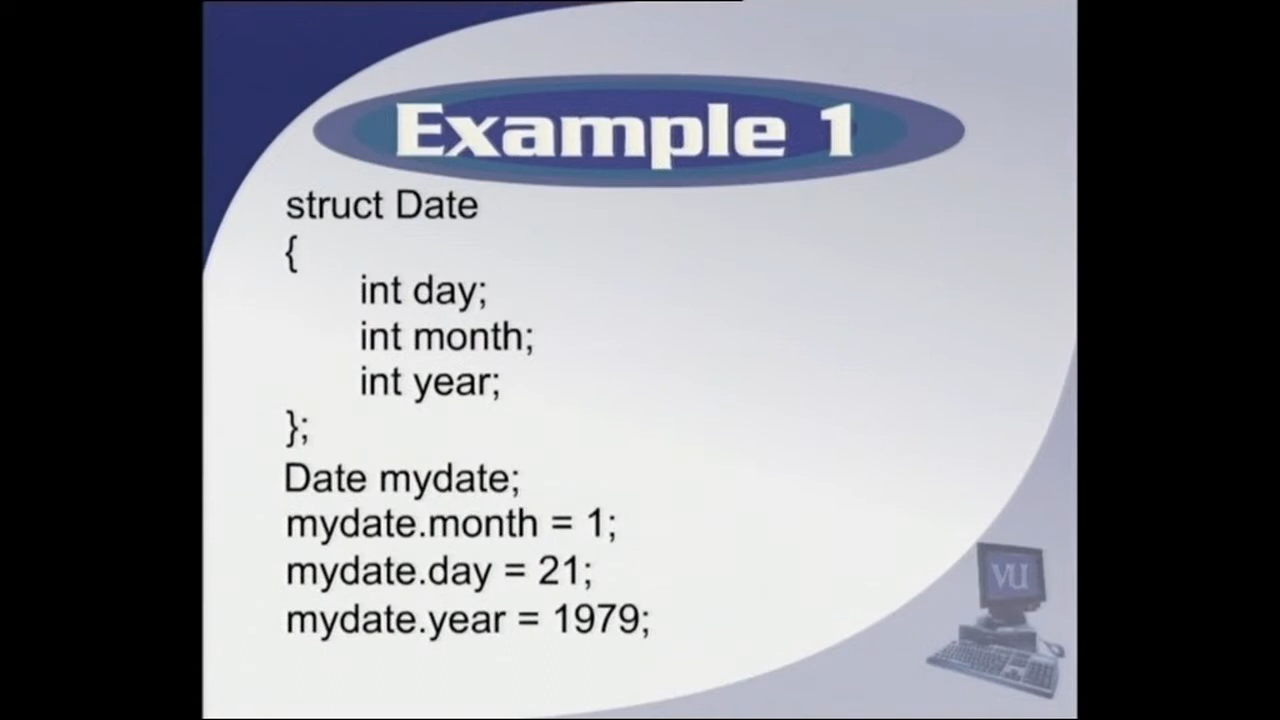 Example 1
struct Date
{
int day;
int month;
int year;
};
Date mydate;
mydate.month = 1;
mydate.day = 21;
mydate.year = 1979;
VU